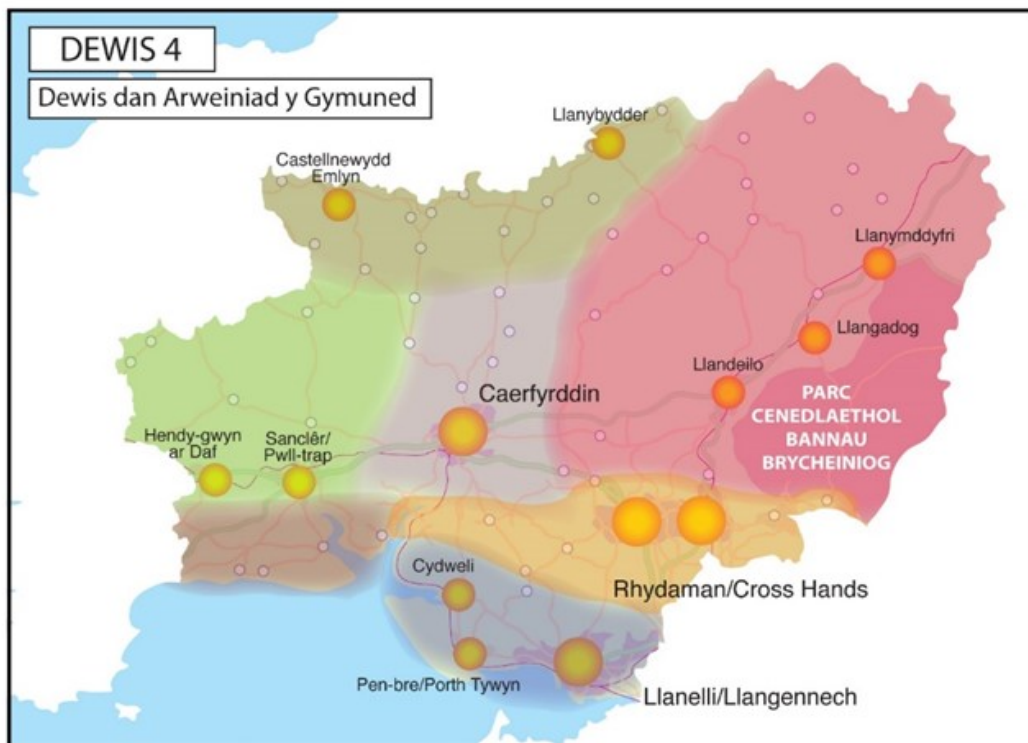 DEWIS 4
Dewis dan Arweiniad y Gymuned
Llanybydder
Castellnewydd
Emlyn
Llanymddyfri
Llangadog
Llandeilo
Caerfyrddin
PARC
CENEDLAETHOL
BANNAU
BRYCHEINIOG
Hendy-gwyn
ar Daf
Sanclêr/
Pwll-trap
Cydweli
Rhydaman/Cross Hands
Pen-bre/Porth Tywyn
Llanelli/Llangennech